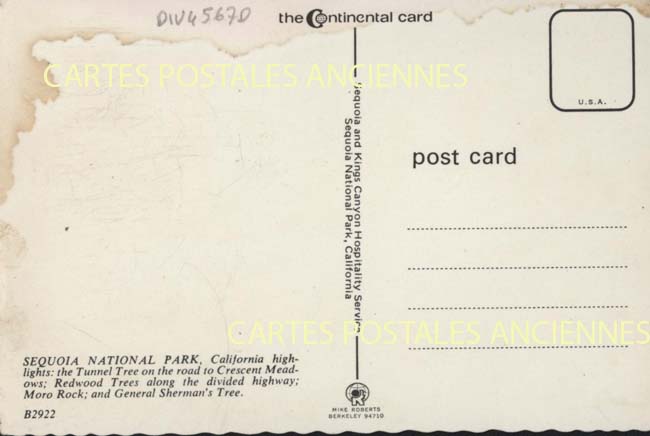 DIV4567D
the Continental card
CARTES POSTALES ANCIENNES
U.S.A.
post card
Sequoia and Kings Canyon Hospitality Service
Sequoia National Park, California
CARTES POSTALES ANCIENNES
SEQUOIA NATIONAL PARK, California high-
lights: the Tunnel Tree on the road to Crescent Mead-
ows; Redwood Trees along the divided highway;
Moro Rock; and General Sherman's Tree.
B2922
MIKE ROBERTS
BERKELEY 94710